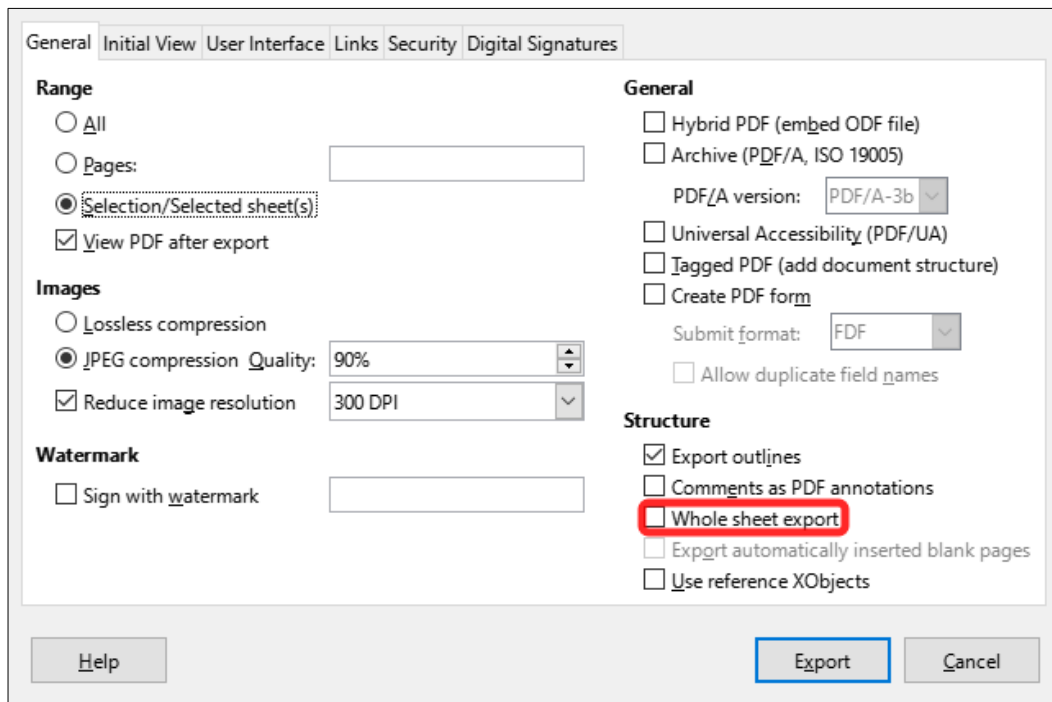 General Initial View User Interface Links Security Digital Signatures
Range
All
Pages:
Selection/Selected sheet(s)
View PDF after export
Images
Lossless compression
JPEG compression Quality: 90%
Reduce image resolution 300 DPI
Watermark
Sign with watermark
General
Hybrid PDF (embed ODF file)
Archive (PDF/A, ISO 19005)
PDF/A version: PDF/A-3b
Universal Accessibility (PDF/UA)
Tagged PDF (add document structure)
Create PDF form
Submit format: FDF
Allow duplicate field names
Structure
Export outlines
Comments as PDF annotations
Whole sheet export
Export automatically inserted blank pages
Use reference XObjects
Help Export Cancel